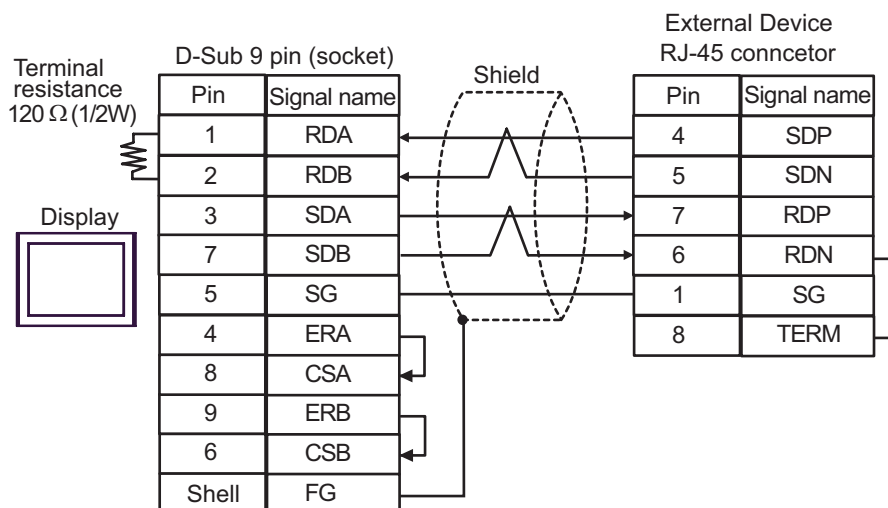 External Device
RJ-45 conncetor
D-Sub 9 pin (socket)
Shield
Terminal
resistance
120 Ω (1/2W)
Display
Pin Signal name
1 RDA
2 RDB
3 SDA
7 SDB
5 SG
4 ERA
8 CSA
9 ERB
6 CSB
Shell FG
Pin Signal name
4 SDP
5 SDN
7 RDP
6 RDN
1 SG
8 TERM